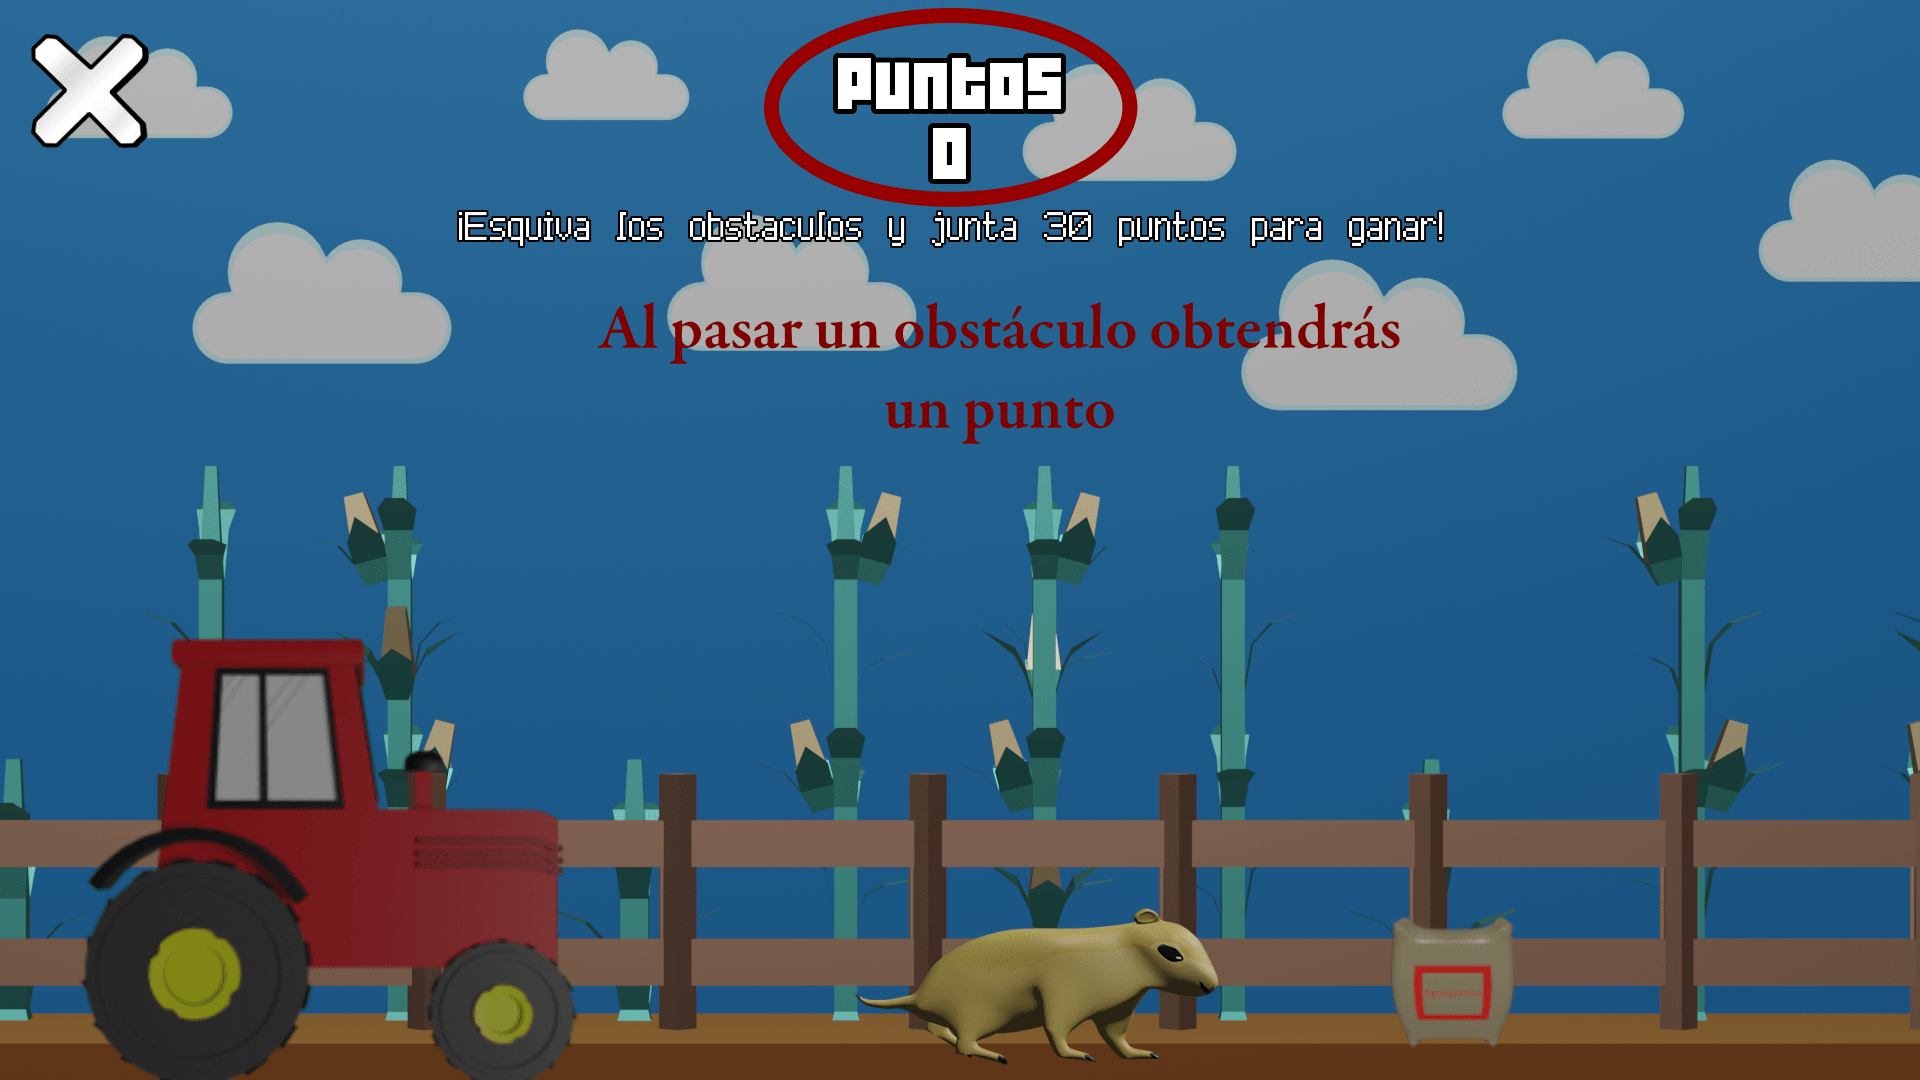 Puntos
0
¡Esquiva los obstaculos y junta 30 puntos para ganar!
Al pasar un obstáculo obtendrás
un punto